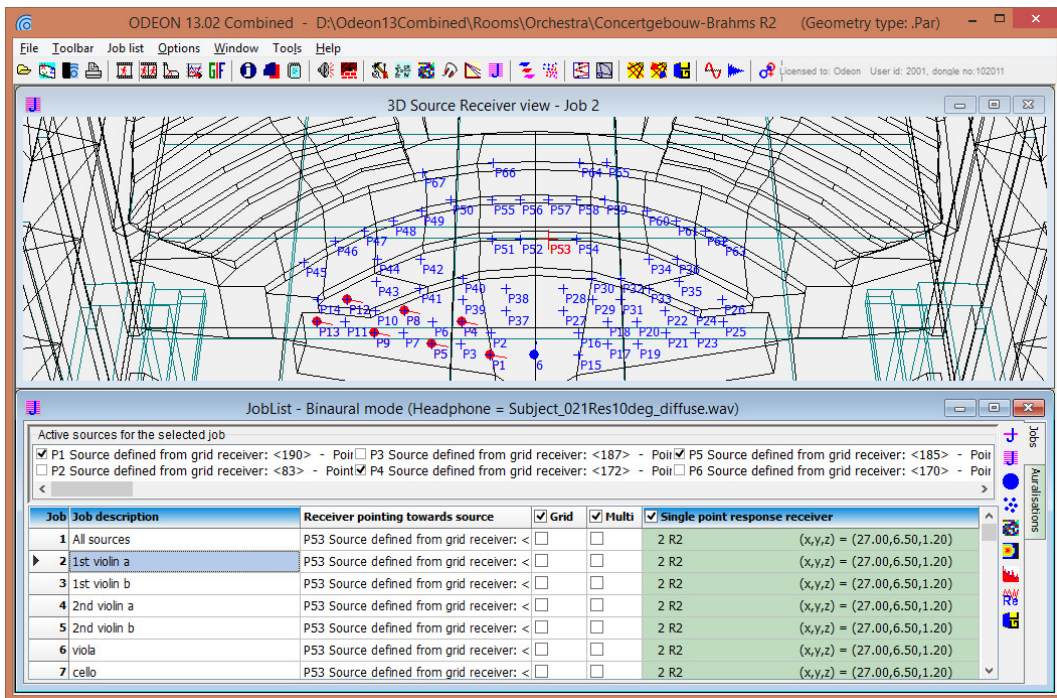 ODEON 13.02 Combined - D:\Odeon13Combined\Rooms\Orchestra\Concertgebouw-Brahms R2 (Geometry type: .Par)
File Toolbar Job list Options Window Tools Help
GIF Licensed to: Odeon User id: 2001, dongle no:102011
3D Source Receiver view - Job 2
P67 P66 P64 P65
P50 P55 P56 P57 P58 P59
P49 P60
P48 P61
P47 P62
P46 P51 P52 P53 P54 P63
P45 P44 P42 P34 P36
P43 P41 P40 P38 P30 P32 P35
P28 P33
P14 P12 P39 P29 P31 P26
P10 P8 P37 P27 P22 P24
P13 P11 P6 P4 P2 P18 P20 P25
P9 P7 P16 P21 P23
P5 P3 P17 P19
P1 6 P15
JobList - Binaural mode (Headphone = Subject_021Res10deg_diffuse.wav)
Active sources for the selected job
P1 Source defined from grid receiver: <190> - Poir P3 Source defined from grid receiver: <187> - Poir P5 Source defined from grid receiver: <185> - Poir
P2 Source defined from grid receiver: <83> - Point P4 Source defined from grid receiver: <172> - Poir P6 Source defined from grid receiver: <170> - Poir
Jobs
Auralisations
Job Job description Receiver pointing towards source Grid Multi Single point response receiver
1 All sources P53 Source defined from grid receiver: < 2 R2 (x,y,z) = (27.00,6.50,1.20)
2 1st violin a P53 Source defined from grid receiver: < 2 R2 (x,y,z) = (27.00,6.50,1.20)
3 1st violin b P53 Source defined from grid receiver: < 2 R2 (x,y,z) = (27.00,6.50,1.20)
4 2nd violin a P53 Source defined from grid receiver: < 2 R2 (x,y,z) = (27.00,6.50,1.20)
5 2nd violin b P53 Source defined from grid receiver: < 2 R2 (x,y,z) = (27.00,6.50,1.20)
6 viola P53 Source defined from grid receiver: < 2 R2 (x,y,z) = (27.00,6.50,1.20)
7 cello P53 Source defined from grid receiver: < 2 R2 (x,y,z) = (27.00,6.50,1.20)
Re